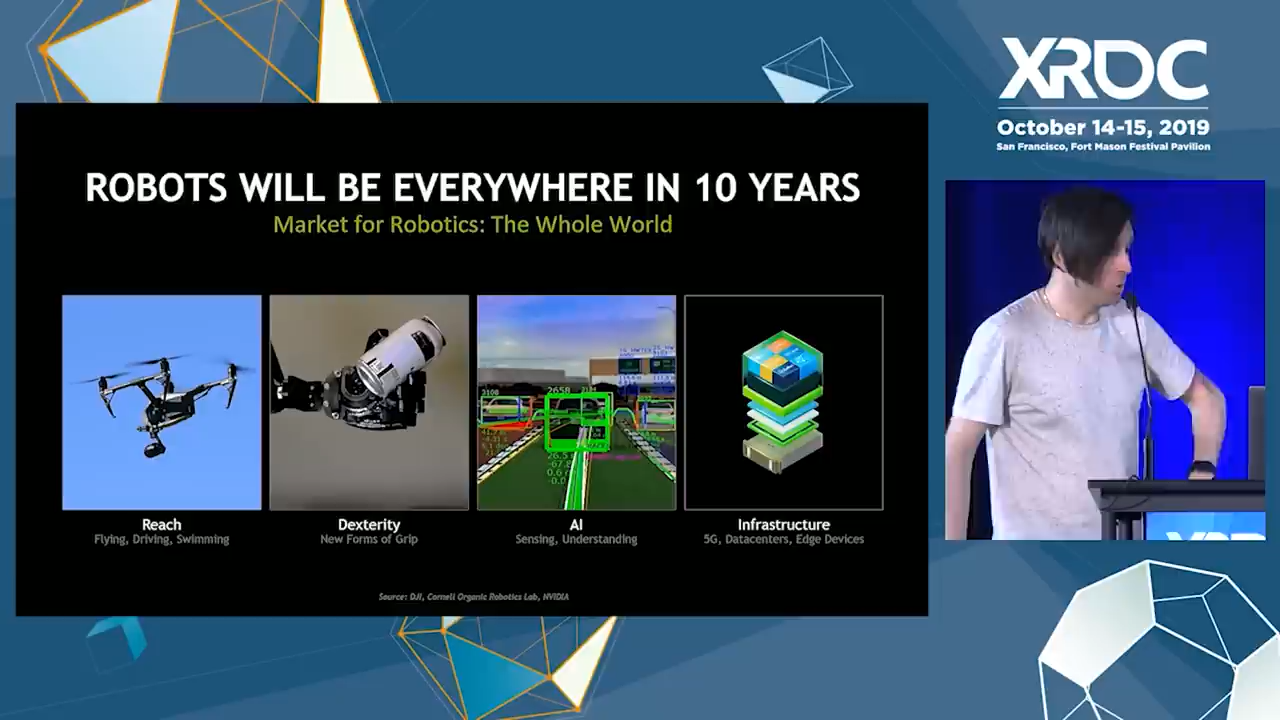 XRDC
October 14-15, 2019
San Francisco, Fort Mason Festival Pavilion
ROBOTS WILL BE EVERYWHERE IN 10 YEARS
Market for Robotics: The Whole World
Reach
Flying, Driving, Swimming
Dexterity
New Forms of Grip
AI
Sensing, Understanding
Infrastructure
5G, Datacenters, Edge Devices
Source: DJI, Cornell Organic Robotics Lab, NVIDIA